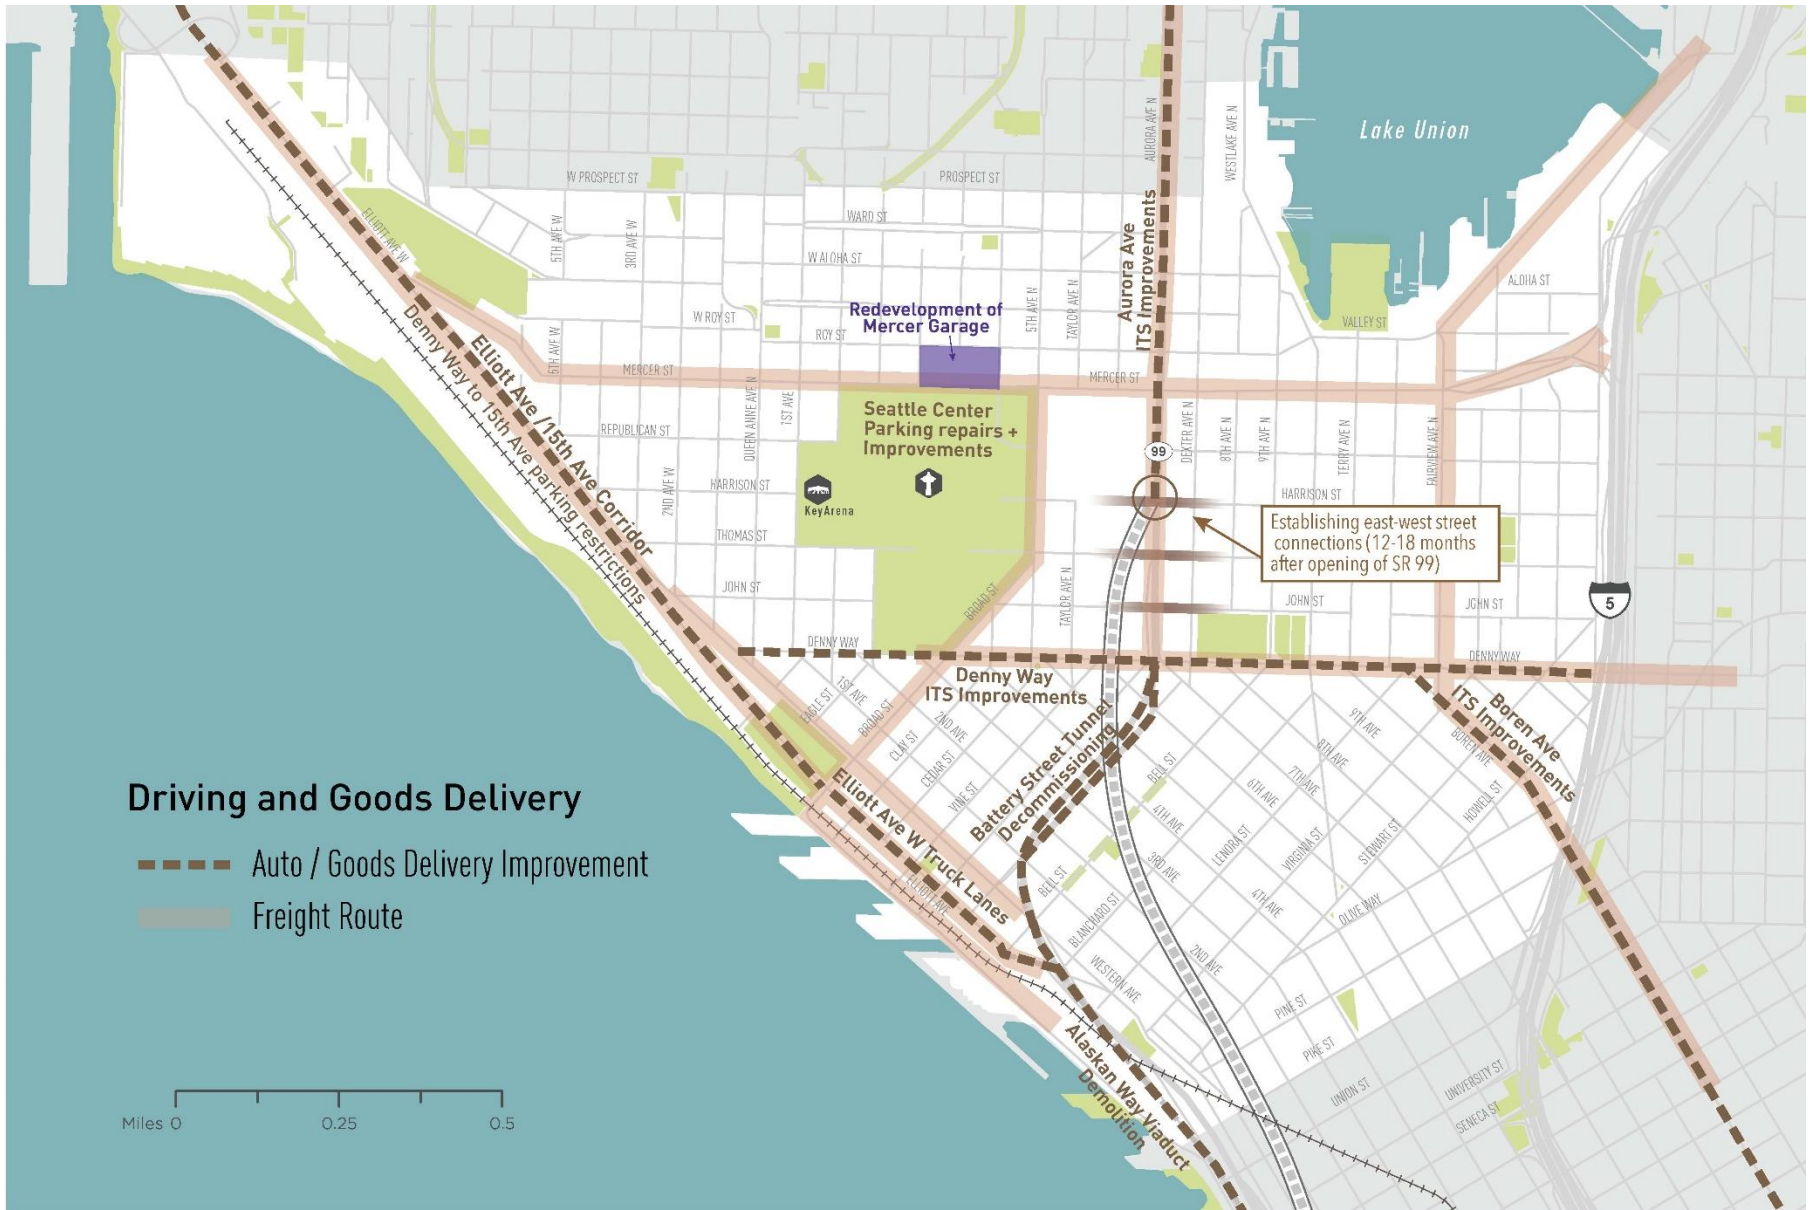 Lake Union
AURORA AVE N
WESTLAKE AVE N
W PROSPECT ST
PROSPECT ST
WARD ST
ELLIOTT AVE W
5TH AVE W
3RD AVE W
W ALOHA ST
ALOHA ST
Aurora Ave
ITS Improvements
Redevelopment of
Mercer Garage
W ROY ST
ROY ST
5TH AVE N
TAYLOR AVE N
VALLEY ST
5TH AVE W
MERCER ST
MERCER ST
Elliott Ave /15th Ave Corridor
Denny Way to 15th Ave parking restrictions
QUEEN ANNE AVE N
1ST AVE
Seattle Center
Parking repairs +
Improvements
REPUBLICAN ST
DEXTER AVE N
8TH AVE N
9TH AVE N
TERRY AVE N
FAIRVIEW AVE N
99
2ND AVE W
HARRISON ST
KeyArena
HARRISON ST
Establishing east-west street
connections (12-18 months
after opening of SR 99)
THOMAS ST
JOHN ST
BROAD ST
TAYLOR AVE N
JOHN ST
JOHN ST
5
DENNY WAY
DENNY WAY
Denny Way
ITS Improvements
Boren Ave
ITS Improvements
EAGLE ST
1ST AVE
BROAD ST
2ND AVE
CLAY ST
CEDAR ST
VINE ST
Battery Street Tunnel
Decommissioning
BELL ST
9TH AVE
8TH AVE
7TH AVE
6TH AVE
BOREN AVE
HOWELL ST
4TH AVE
3RD AVE
LENORA ST
VIRGINIA ST
STEWART ST
Elliott Ave W Truck Lanes
ELLIOTT AVE
BELL ST
BLANCHARD ST
4TH AVE
OLIVE WAY
2ND AVE
WESTERN AVE
PINE ST
PIKE ST
UNION ST
UNIVERSITY ST
SENECA ST
Alaskan Way Viaduct
Demolition
Driving and Goods Delivery
Auto / Goods Delivery Improvement
Freight Route
Miles 0
0.25
0.5